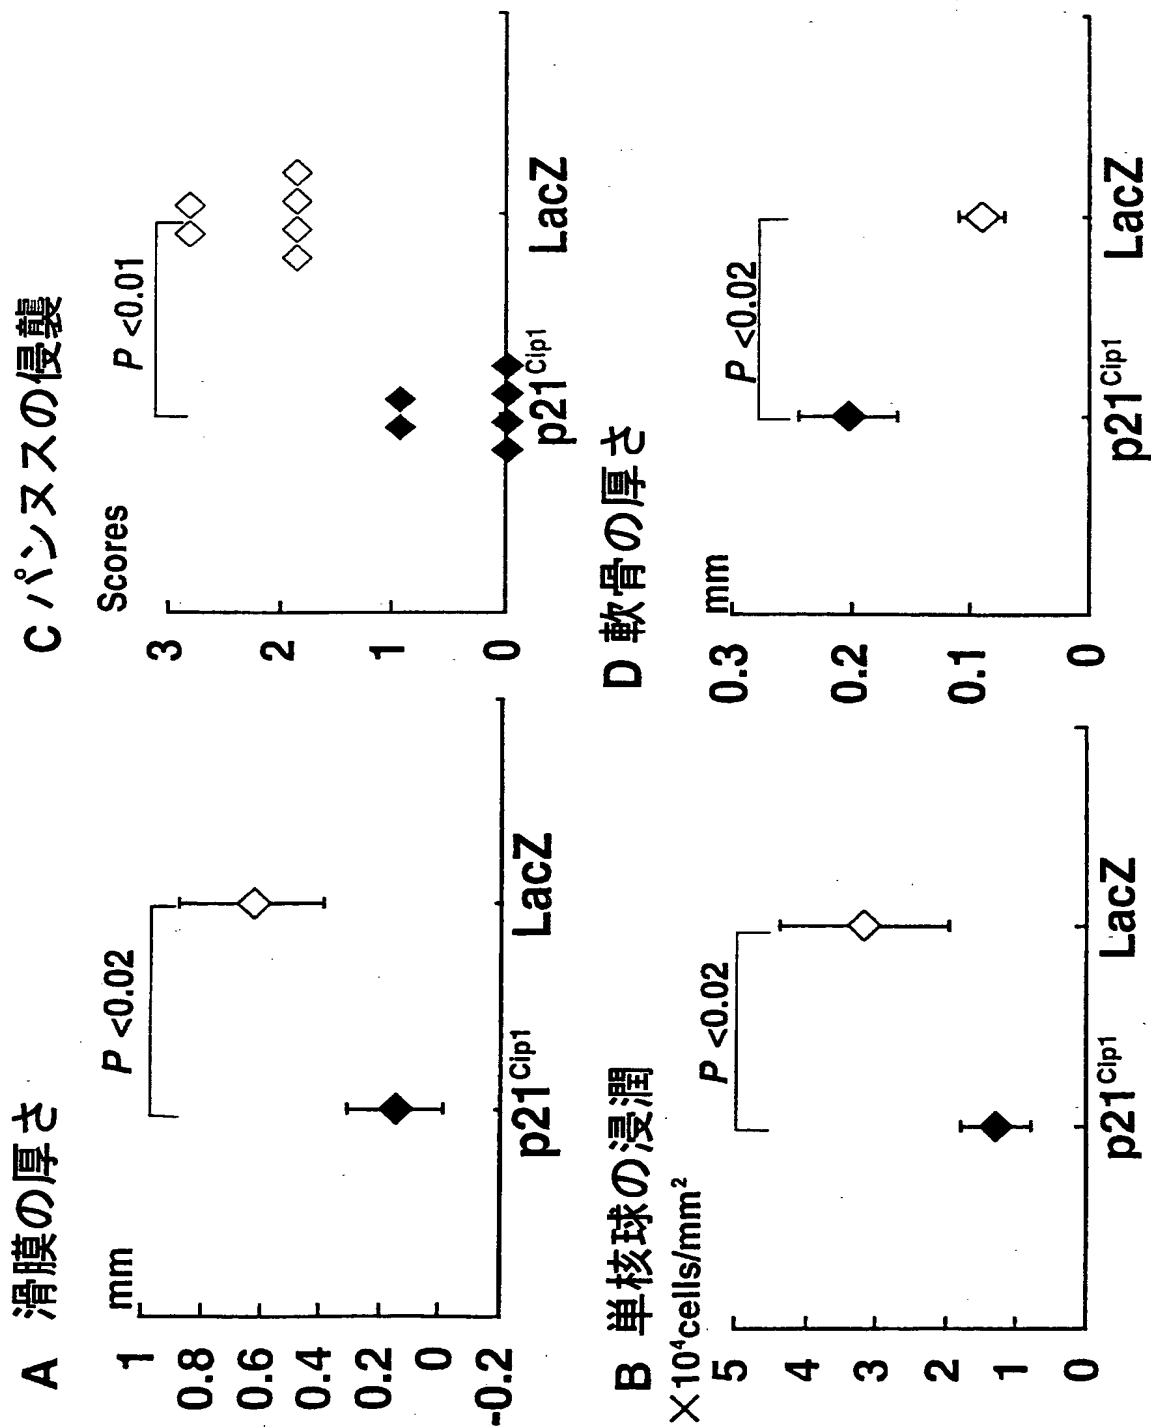 A 滑膜の厚さ
mm
P <0.02
1
0.8
0.6
0.4
0.2
0
-0.2
p21Cip1
LacZ
B 単核球の浸潤
×10⁴cells/mm²
P <0.02
5
4
3
2
1
0
p21Cip1
LacZ
C パンヌスの侵襲
Scores
P <0.01
3
2
1
0
p21Cip1
LacZ
D 軟骨の厚さ
mm
P <0.02
0.3
0.2
0.1
0
p21Cip1
LacZ